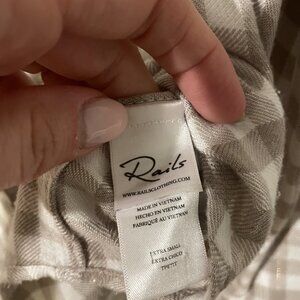 Rails
WWW.RAILSCLOTHING.COM
MADE IN VIETNAM
HECHO EN VIETNAM
FABRIQUÉ AU VIETNAM
EXTRA SMALL
EXTRA CHICO